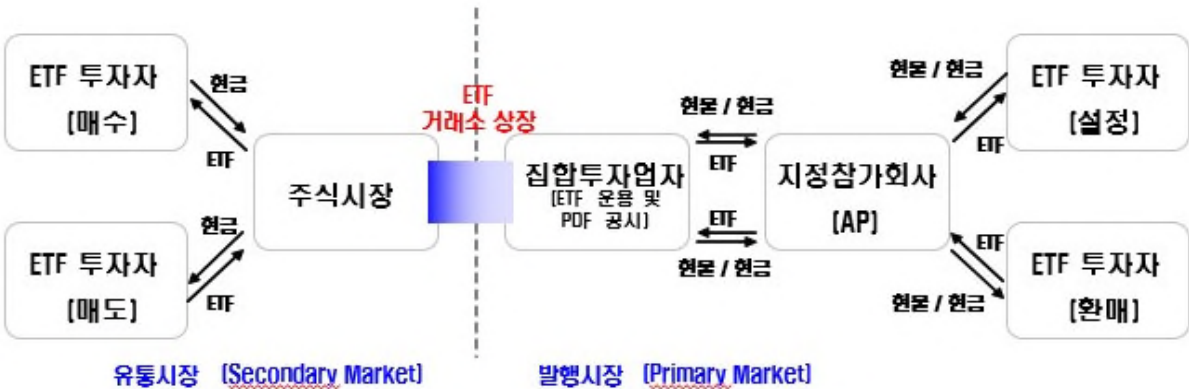 ETF 투자자
[매수]
현금
ETF
ETF 투자자
[매도]
현금
ETF
주식시장
ETF
거래소 상장
집합투자업자
[ETF 운용 및
PDF 공시]
현물 / 현금
ETF
ETF
현물 / 현금
지정참가회사
[AP]
현물 / 현금
ETF
ETF 투자자
[설정]
ETF
현물 / 현금
ETF 투자자
[환매]
유통시장 [Secondary Market]
발행시장 [Primary Market]